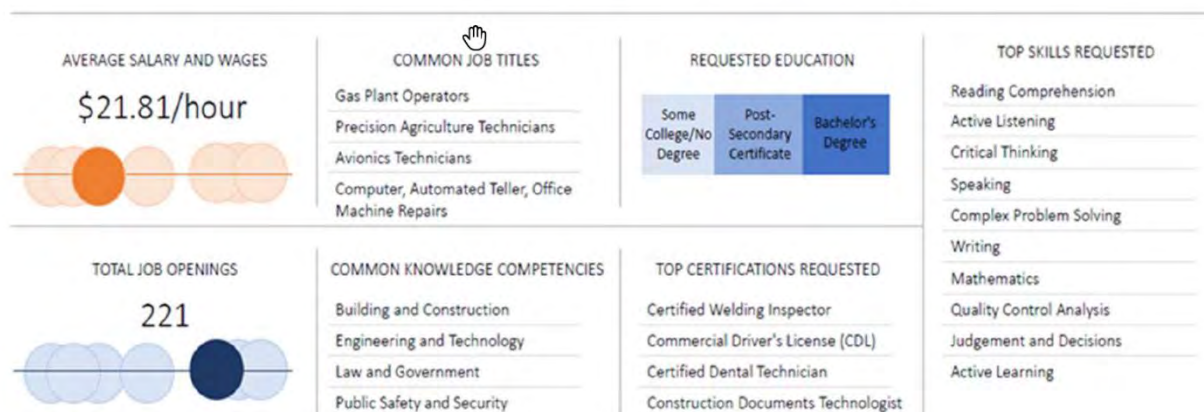 AVERAGE SALARY AND WAGES
$21.81/hour
COMMON JOB TITLES
Gas Plant Operators
Precision Agriculture Technicians
Avionics Technicians
Computer, Automated Teller, Office
Machine Repairs
REQUESTED EDUCATION
Some
College/No
Degree
Post-
Secondary
Certificate
Bachelor's
Degree
TOP SKILLS REQUESTED
Reading Comprehension
Active Listening
Critical Thinking
Speaking
Complex Problem Solving
Writing
Mathematics
Quality Control Analysis
Judgement and Decisions
Active Learning
TOTAL JOB OPENINGS
221
COMMON KNOWLEDGE COMPETENCIES
Building and Construction
Engineering and Technology
Law and Government
Public Safety and Security
TOP CERTIFICATIONS REQUESTED
Certified Welding Inspector
Commercial Driver's License (CDL)
Certified Dental Technician
Construction Documents Technologist